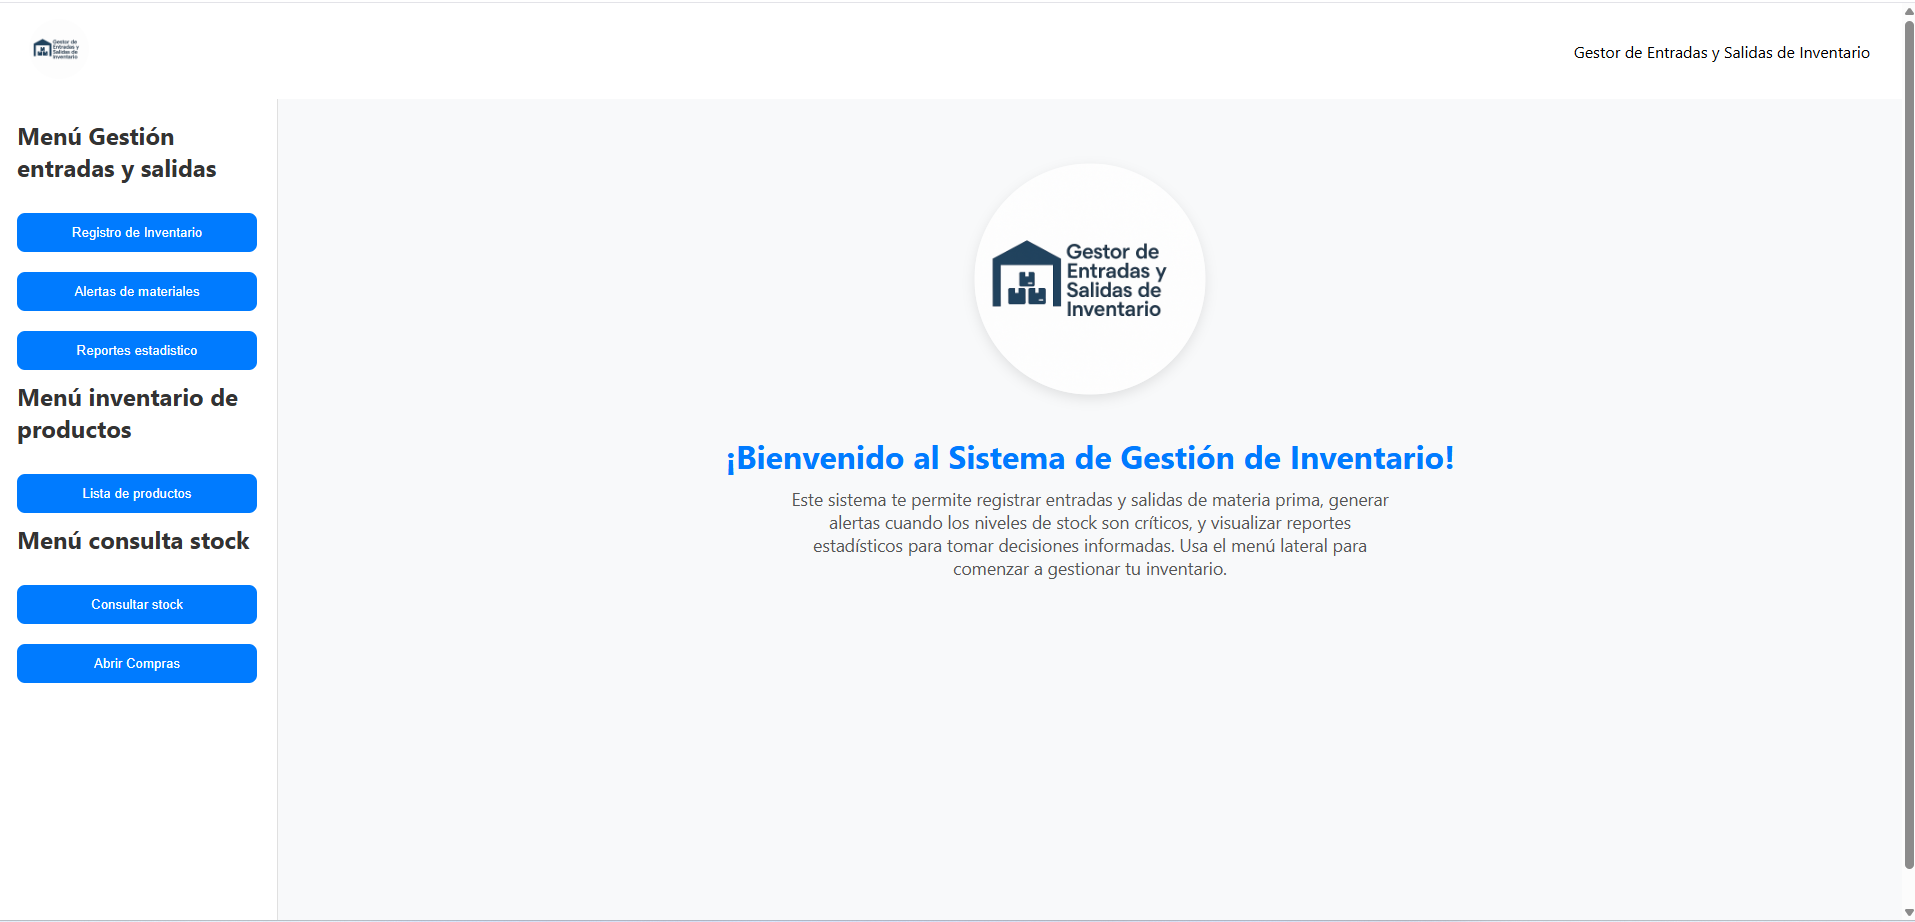 Gestor de
Entradas y
Salidas de
Inventario
Gestor de Entradas y Salidas de Inventario
Menú Gestión
entradas y salidas
Registro de Inventario
Alertas de materiales
Reportes estadistico
Menú inventario de
productos
Lista de productos
Menú consulta stock
Consultar stock
Abrir Compras
Gestor de
Entradas y
Salidas de
Inventario
¡Bienvenido al Sistema de Gestión de Inventario!
Este sistema te permite registrar entradas y salidas de materia prima, generar
alertas cuando los niveles de stock son críticos, y visualizar reportes
estadísticos para tomar decisiones informadas. Usa el menú lateral para
comenzar a gestionar tu inventario.